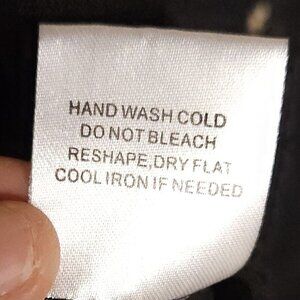 HAND WASH COLD
DO NOT BLEACH
RESHAPE,DRY FLAT
COOL IRON IF NEEDED